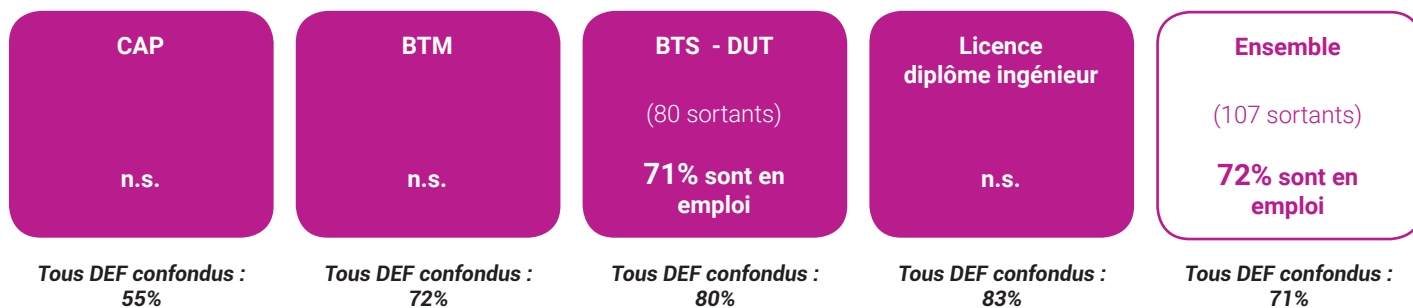 CAP
n.s.
Tous DEF confondus :
55%
BTM
n.s.
Tous DEF confondus :
72%
BTS - DUT
(80 sortants)
71% sont en
emploi
Tous DEF confondus :
80%
Licence
diplôme ingénieur
n.s.
Tous DEF confondus :
83%
Ensemble
(107 sortants)
72% sont en
emploi
Tous DEF confondus :
71%